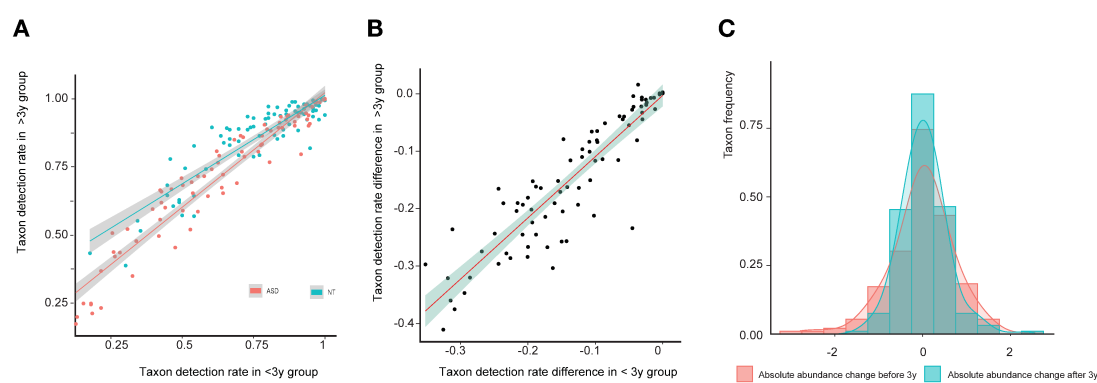 A
B
C
Taxon detection rate in  >3y group
1.00
0.75
0.50
0.25
ASD
NT
0.25
0.5
0.75
1
Taxon detection rate in <3y group
Taxon detection rate difference in  >3y group
0.0
-0.1
-0.2
-0.3
-0.4
-0.3
-0.2
-0.1
0
Taxon detection rate difference in < 3y group
Taxon frequency
0.75
0.50
0.25
0.00
-2
0
2
Absolute abundance change before 3y
Absolute abundance change after 3y